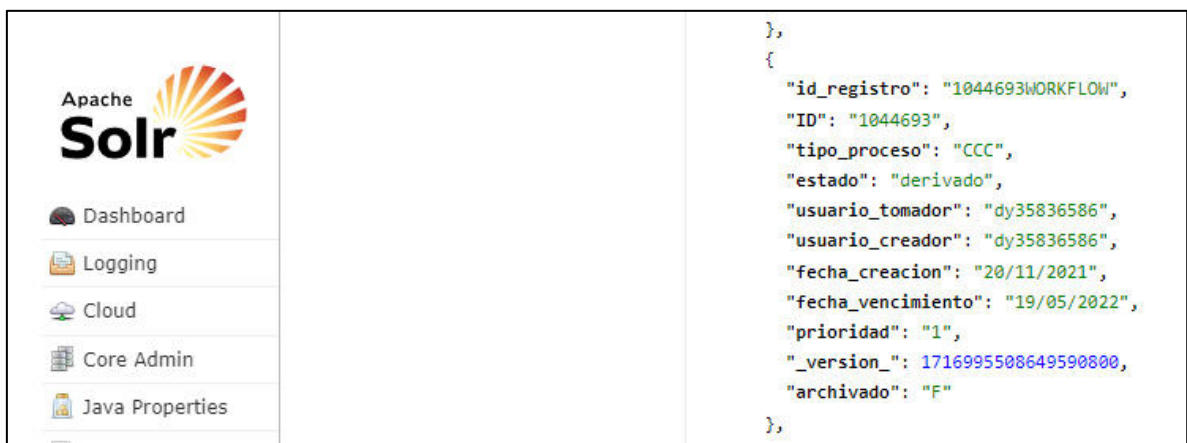 Apache
Solr
Dashboard
Logging
Cloud
Core Admin
Java Properties
},
{
"id_registro": "1044693WORKFLOW",
"ID": "1044693",
"tipo_proceso": "CCC",
"estado": "derivado",
"usuario_tomador": "dy35836586",
"usuario_creador": "dy35836586",
"fecha_creacion": "20/11/2021",
"fecha_vencimiento": "19/05/2022",
"prioridad": "1",
"_version_": 1716995508649590800,
"archivado": "F"
},